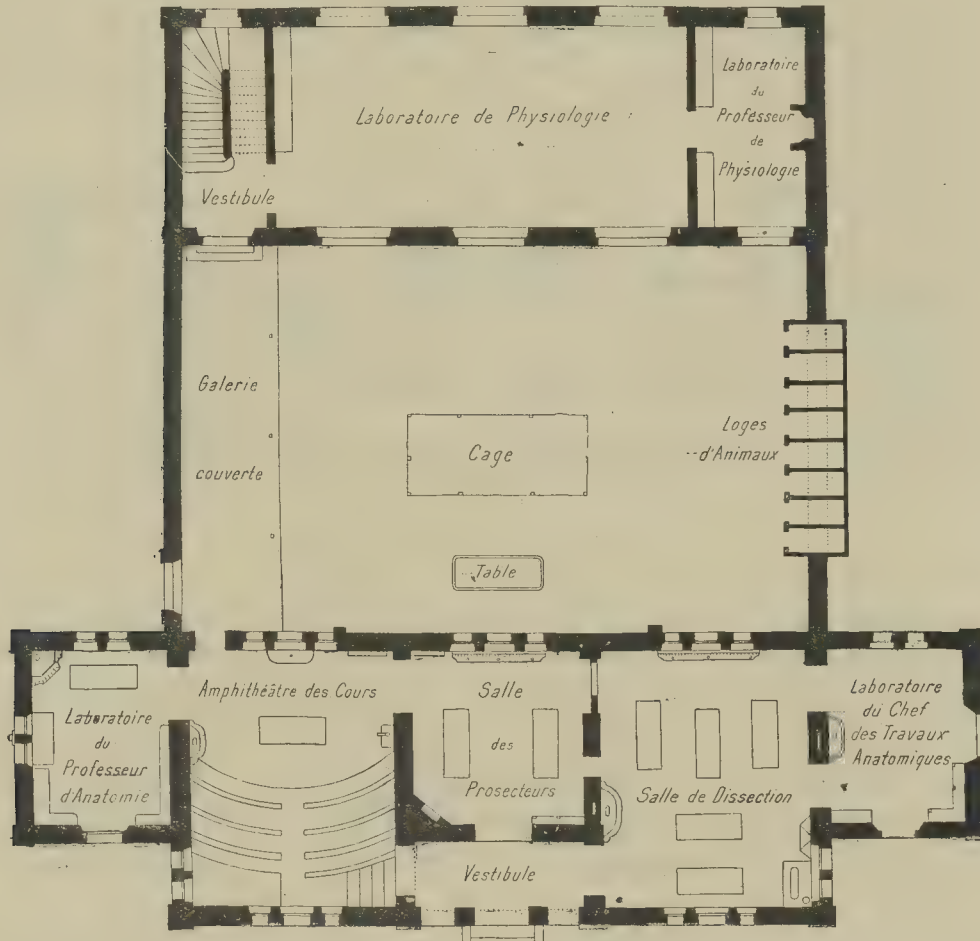 Laboratoire de Physiologie
Laboratoire
du
Professeur
de
Physiologie
Vestibule
Galerie
couverte
Cage
Loges
d'Animaux
Table
Laboratoire
du
Professeur
d'Anatomie
Amphithéâtre des Cours
Salle
des
Prosecteurs
Salle de Dissection
Laboratoire
du Chef
des Travaux
Anatomiques
Vestibule